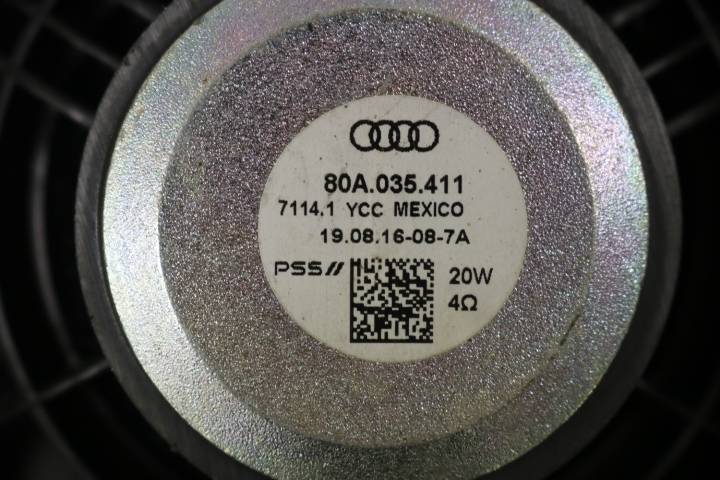 80A.035.411
7114.1 YCC MEXICO
19.08.16-08-7A
PSS//
20W
4Ω